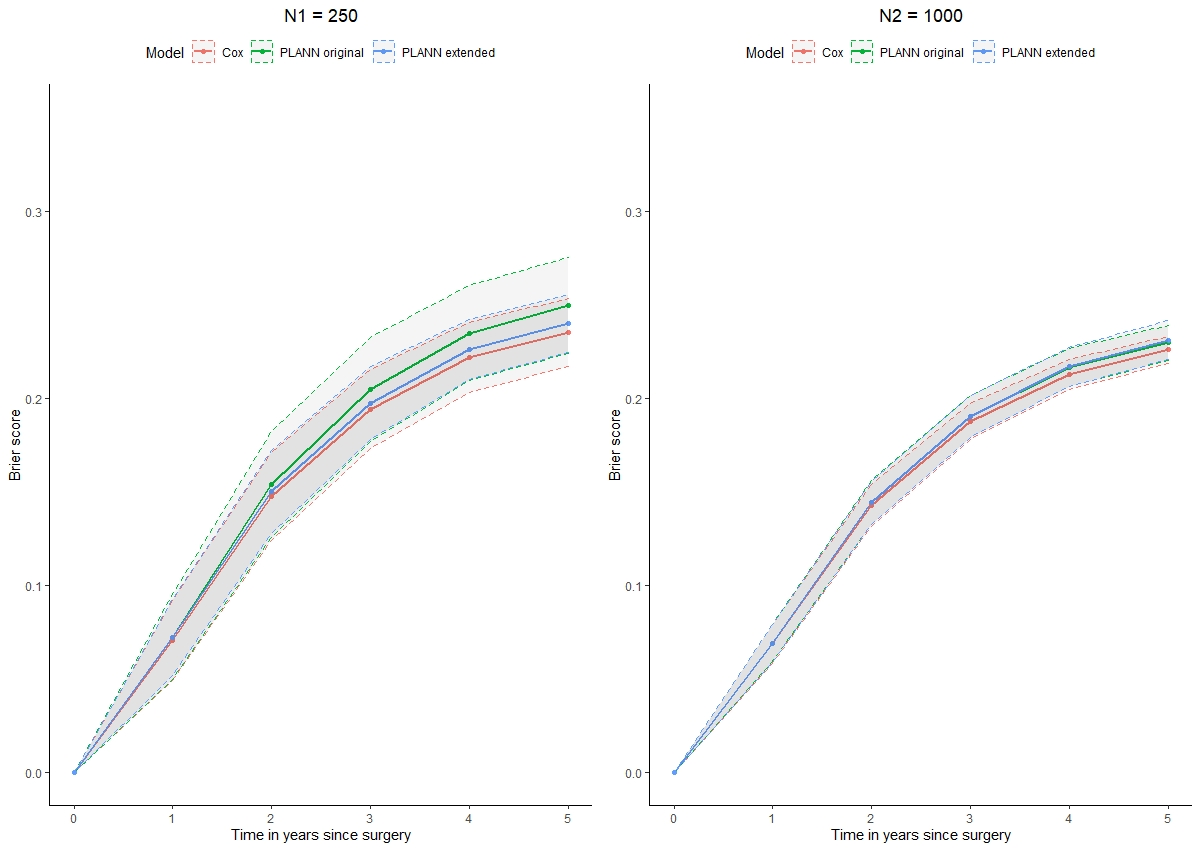 N1 = 250
Model Cox PLANN original PLANN extended
0.3
0.2
0.1
0.0
Brier score
0 1 2 3 4 5
Time in years since surgery
N2 = 1000
Model Cox PLANN original PLANN extended
0.3
0.2
0.1
0.0
Brier score
0 1 2 3 4 5
Time in years since surgery